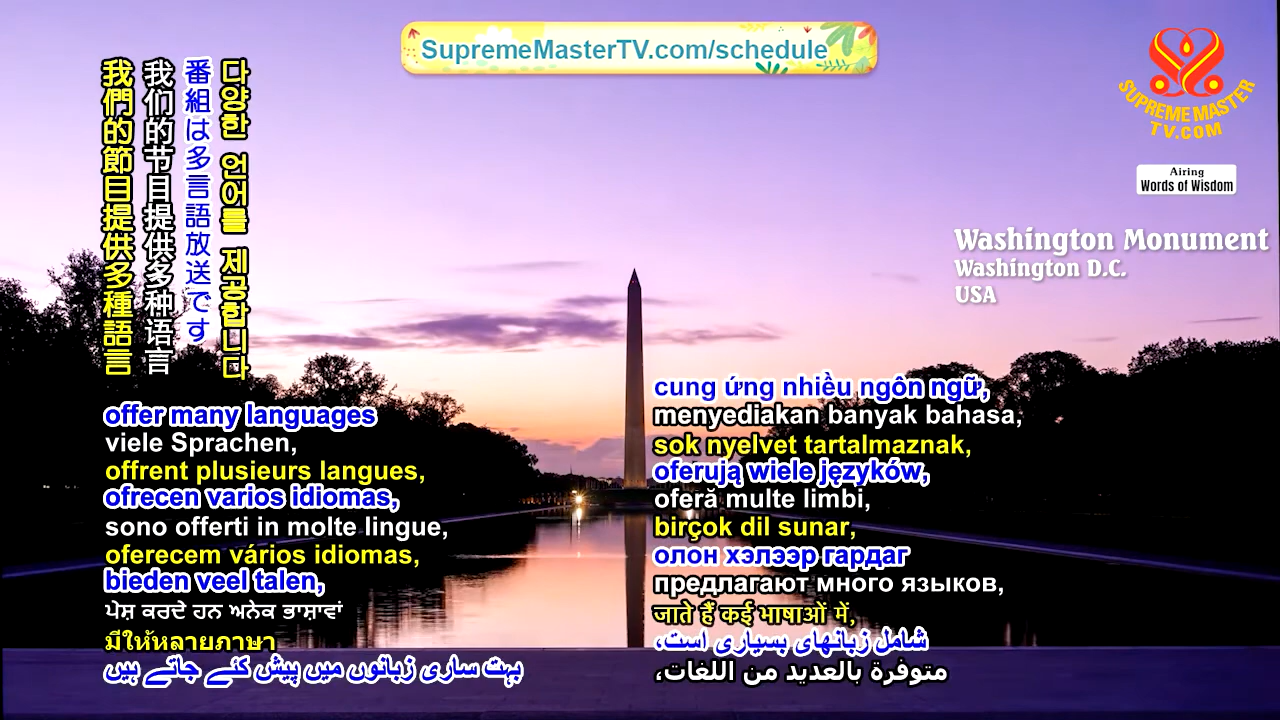 SupremeMasterTV.com/schedule
SUPREME MASTER
TV.COM
Airing
Words of Wisdom
Washington Monument
Washington D.C.
USA
我們的節目提供多種語言
我们的节目提供多种语言
番組は多言語放送です
다양한 언어를 제공합니다
offer many languages
viele Sprachen,
offrent plusieurs langues,
ofrecen varios idiomas,
sono offerti in molte lingue,
oferecem vários idiomas,
bieden veel talen,
ਪੇਸ਼ ਕਰਦੇ ਹਨ ਅਨੇਕ ਭਾਸ਼ਾਵਾਂ
มีให้หลายภาษา
بہت ساری زبانوں میں پیش کئے جاتے ہیں
cung ứng nhiều ngôn ngữ,
menyediakan banyak bahasa,
sok nyelvet tartalmaznak,
oferują wiele języków,
oferă multe limbi,
birçok dil sunar,
олон хэлээр гардаг
предлагают много языков,
जाते हैं कई भाषाओं में,
شامل زبانهای بسیاری است،
متوفرة بالعديد من اللغات،